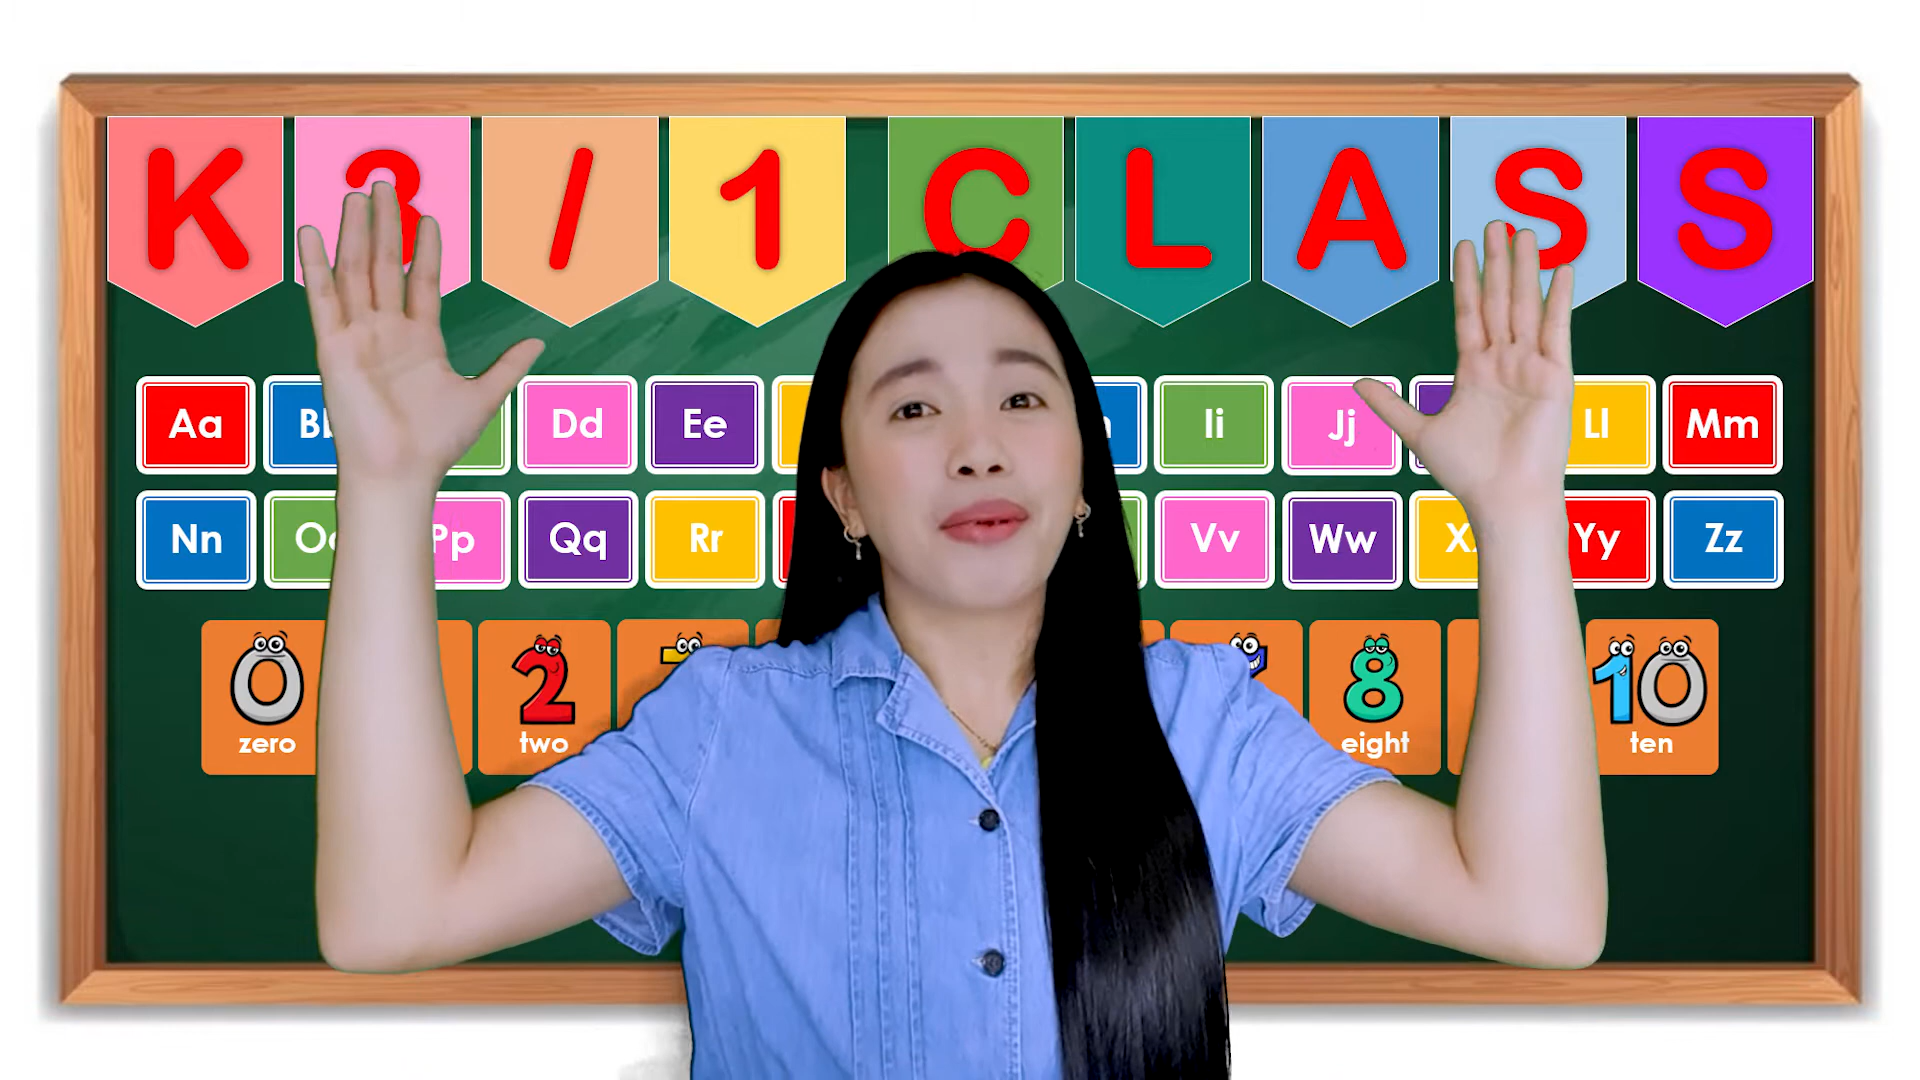 K 3 / 1 CLASS
Aa Dd Ee Ii Jj Ll Mm
Nn Pp Qq Rr Vv Ww Yy Zz
0 2 8 10
zero two eight ten